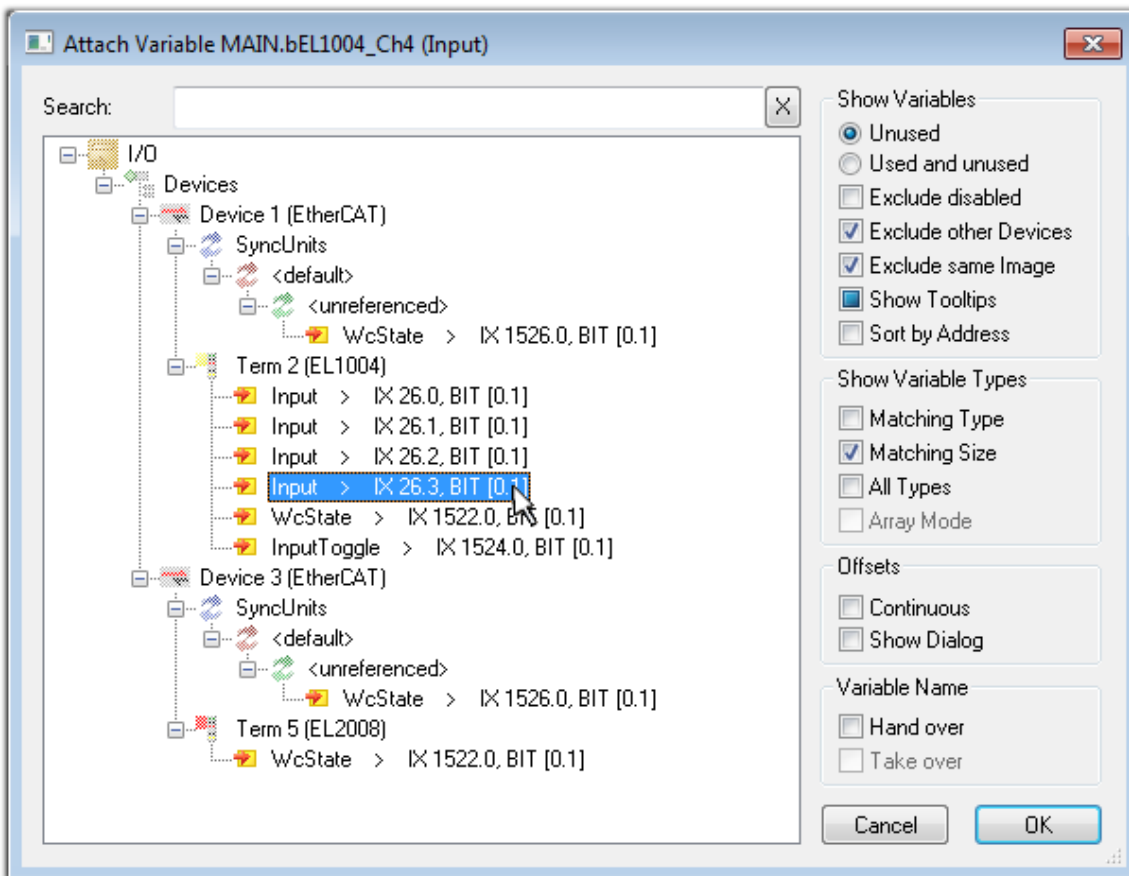 Attach Variable MAIN.bEL1004_Ch4 (Input)
Search:
I/O
Devices
Device 1 (EtherCAT)
SyncUnits
<default>
<unreferenced>
WcState > IX 1526.0, BIT [0.1]
Term 2 (EL1004)
Input > IX 26.0, BIT [0.1]
Input > IX 26.1, BIT [0.1]
Input > IX 26.2, BIT [0.1]
Input > IX 26.3, BIT [0.1]
WcState > IX 1522.0, BIT [0.1]
InputToggle > IX 1524.0, BIT [0.1]
Device 3 (EtherCAT)
SyncUnits
<default>
<unreferenced>
WcState > IX 1526.0, BIT [0.1]
Term 5 (EL2008)
WcState > IX 1522.0, BIT [0.1]
Show Variables
Unused
Used and unused
Exclude disabled
Exclude other Devices
Exclude same Image
Show Tooltips
Sort by Address
Show Variable Types
Matching Type
Matching Size
All Types
Array Mode
Offsets
Continuous
Show Dialog
Variable Name
Hand over
Take over
Cancel OK